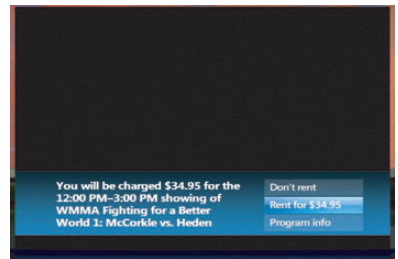 You will be charged $34.95 for the
12:00 PM–3:00 PM showing of
WMMA Fighting for a Better
World 1: McCorkle vs. Heden
Don't rent
Rent for $34.95
Program info